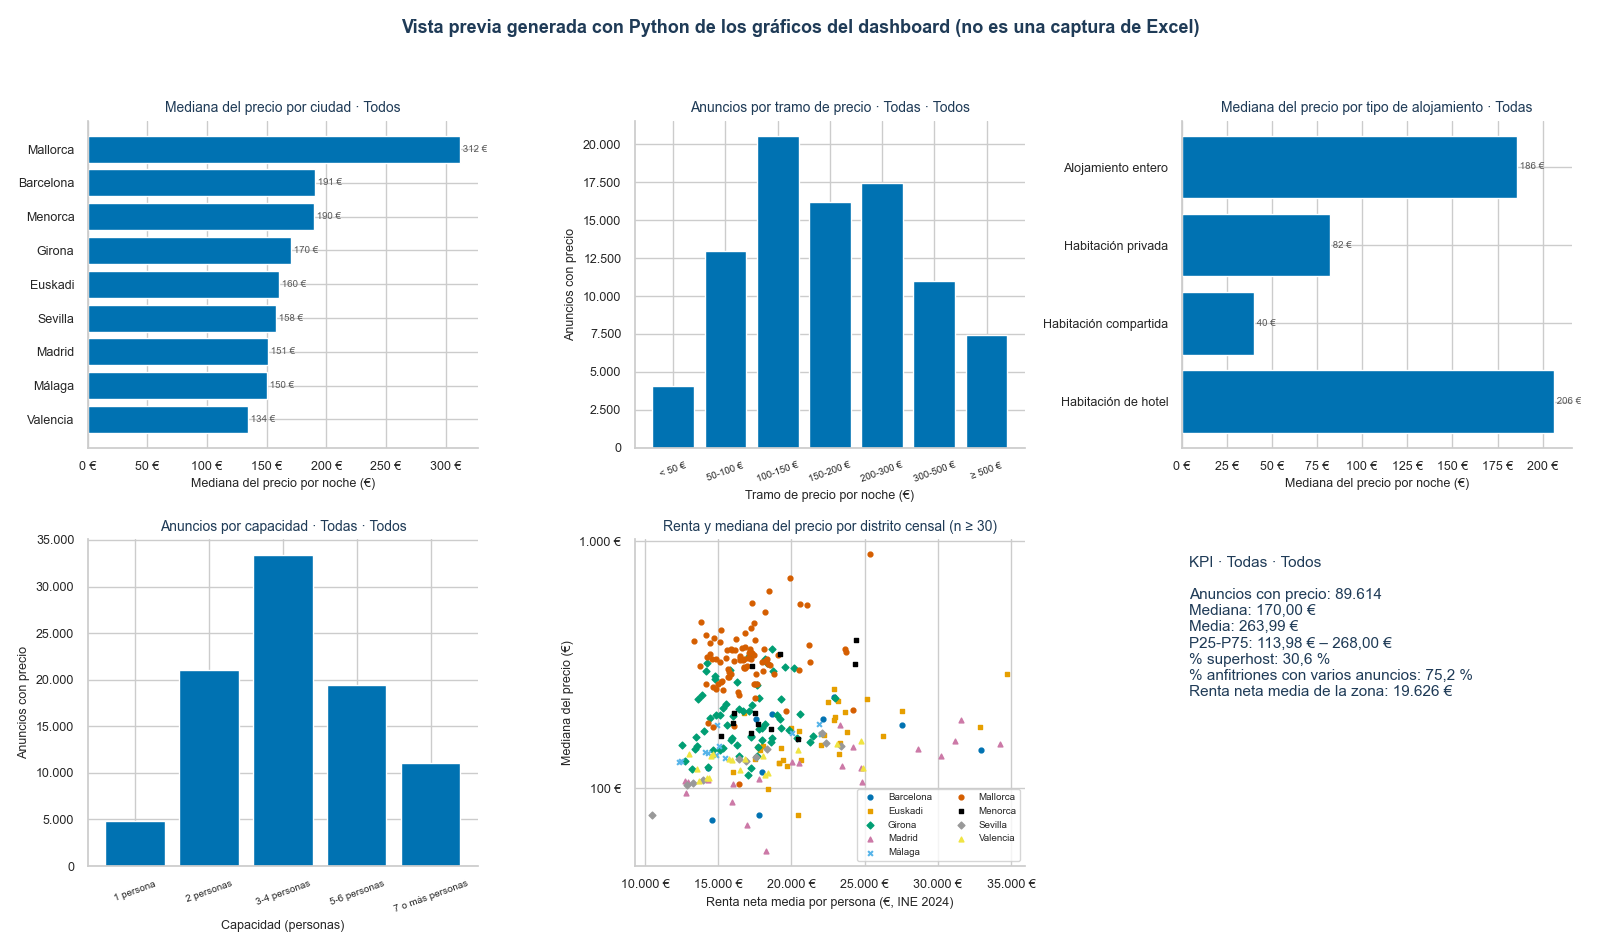 Vista previa generada con Python de los gráficos del dashboard (no es una captura de Excel)
Mediana del precio por ciudad · Todos
Mallorca
312 €
Barcelona
191 €
Menorca
190 €
Girona
170 €
Euskadi
160 €
Sevilla
158 €
Madrid
151 €
Málaga
150 €
Valencia
134 €
0 € 50 € 100 € 150 € 200 € 250 € 300 €
Mediana del precio por noche (€)
Anuncios por tramo de precio · Todas · Todos
Anuncios con precio
20.000
17.500
15.000
12.500
10.000
7.500
5.000
2.500
0
< 50 € 50-100 € 100-150 € 150-200 € 200-300 € 300-500 € ≥ 500 €
Tramo de precio por noche (€)
Mediana del precio por tipo de alojamiento · Todas
Alojamiento entero
186 €
Habitación privada
82 €
Habitación compartida
40 €
Habitación de hotel
206 €
0 € 25 € 50 € 75 € 100 € 125 € 150 € 175 € 200 €
Mediana del precio por noche (€)
Anuncios por capacidad · Todas · Todos
Anuncios con precio
35.000
30.000
25.000
20.000
15.000
10.000
5.000
0
1 persona 2 personas 3-4 personas 5-6 personas 7 o más personas
Capacidad (personas)
Renta y mediana del precio por distrito censal (n ≥ 30)
Mediana del precio (€)
1.000 €
100 €
Barcelona
Euskadi
Girona
Madrid
Málaga
Mallorca
Menorca
Sevilla
Valencia
10.000 € 15.000 € 20.000 € 25.000 € 30.000 € 35.000 €
Renta neta media por persona (€, INE 2024)
KPI · Todas · Todos
Anuncios con precio: 89.614
Mediana: 170,00 €
Media: 263,99 €
P25-P75: 113,98 € – 268,00 €
% superhost: 30,6 %
% anfitriones con varios anuncios: 75,2 %
Renta neta media de la zona: 19.626 €